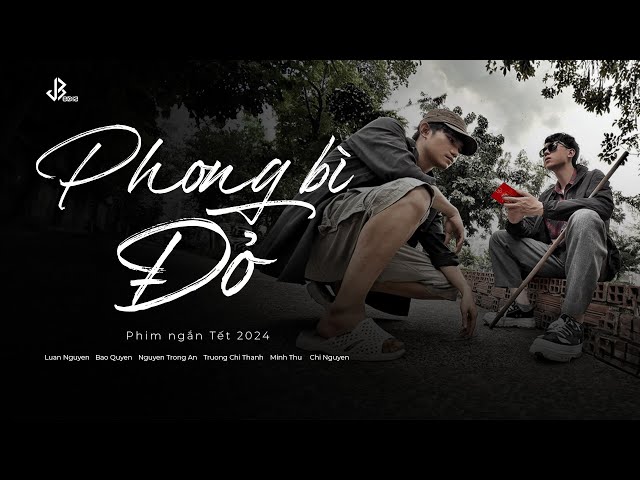 JB
BOIS
Phong bì
Đỏ
Phim ngắn Tết 2024
Luan Nguyen Bao Quyen Nguyen Trong An Truong Chi Thanh Minh Thu Chi Nguyen